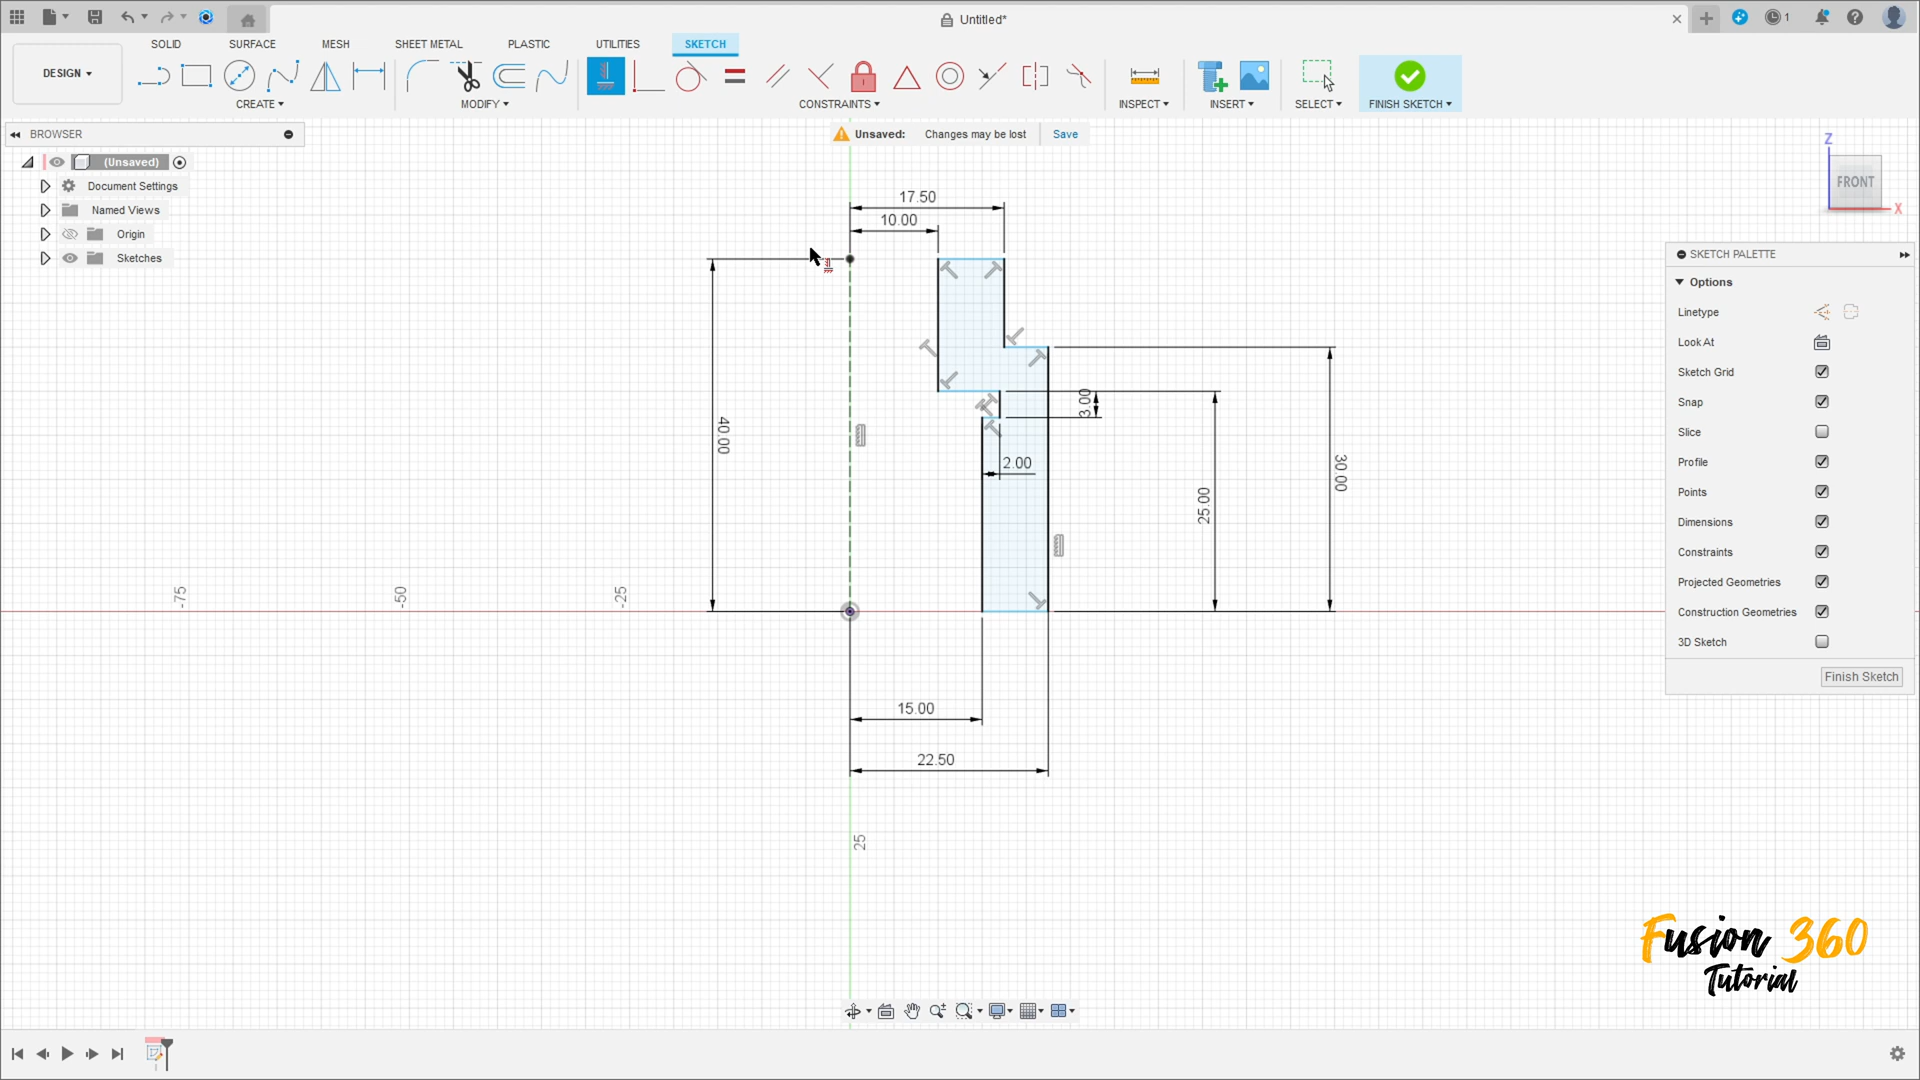 Untitled*
1
SOLID
SURFACE
MESH
SHEET METAL
PLASTIC
UTILITIES
SKETCH
DESIGN
CREATE
MODIFY
CONSTRAINTS
INSPECT
INSERT
SELECT
FINISH SKETCH
BROWSER
Unsaved:
Changes may be lost
Save
(Unsaved)
Document Settings
Named Views
Origin
Sketches
Z
FRONT
X
17.50
10.00
40.00
3.00
2.00
25.00
30.00
-75
-50
-25
15.00
22.50
25
SKETCH PALETTE
Options
Linetype
Look At
Sketch Grid
Snap
Slice
Profile
Points
Dimensions
Constraints
Projected Geometries
Construction Geometries
3D Sketch
Finish Sketch
Fusion 360
Tutorial